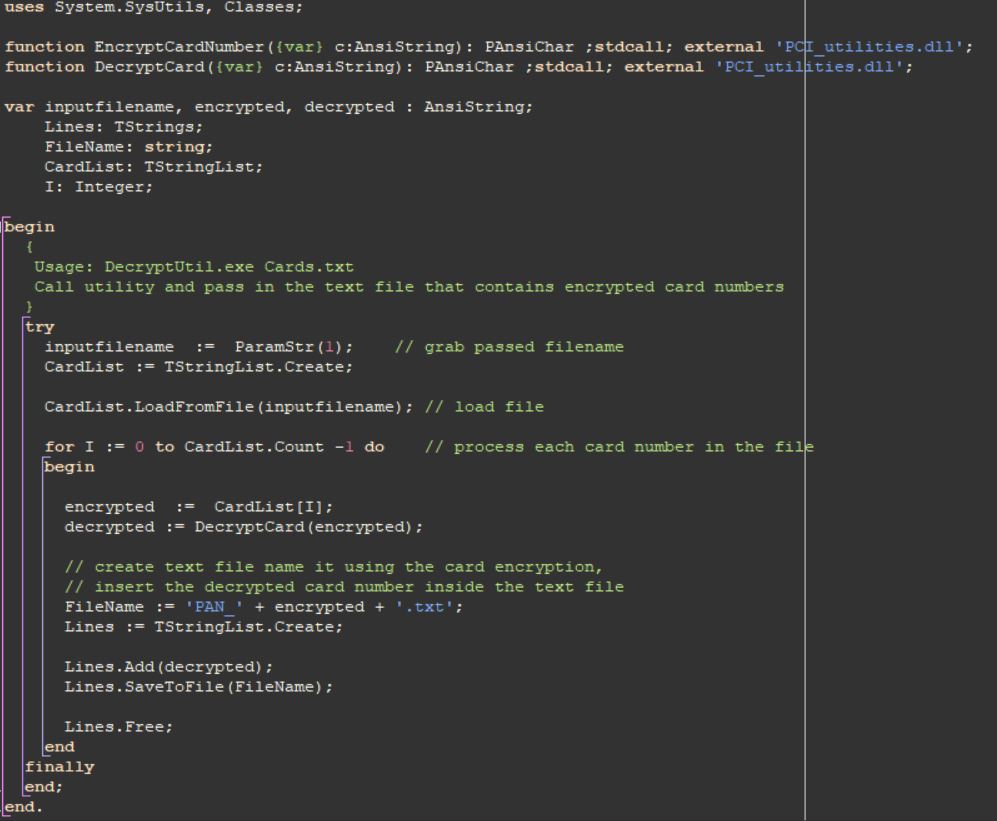 uses System.SysUtils, Classes;
function EncryptCardNumber({var} c:AnsiString): PAnsiChar ;stdcall; external 'PCI_utilities.dll';
function DecryptCard({var} c:AnsiString): PAnsiChar ;stdcall; external 'PCI_utilities.dll';
var inputfilename, encrypted, decrypted : AnsiString;
    Lines: TStrings;
    FileName: string;
    CardList: TStringList;
    I: Integer;
begin
  {
   Usage: DecryptUtil.exe Cards.txt
   Call utility and pass in the text file that contains encrypted card numbers
  }
  try
    inputfilename  :=  ParamStr(1);    // grab passed filename
    CardList := TStringList.Create;
    CardList.LoadFromFile(inputfilename); // load file
    for I := 0 to CardList.Count -1 do    // process each card number in the file
    begin
      encrypted  :=  CardList[I];
      decrypted := DecryptCard(encrypted);
      // create text file name it using the card encryption,
      // insert the decrypted card number inside the text file
      FileName := 'PAN_' + encrypted + '.txt';
      Lines := TStringList.Create;
      Lines.Add(decrypted);
      Lines.SaveToFile(FileName);
      Lines.Free;
    end
  finally
  end;
end.